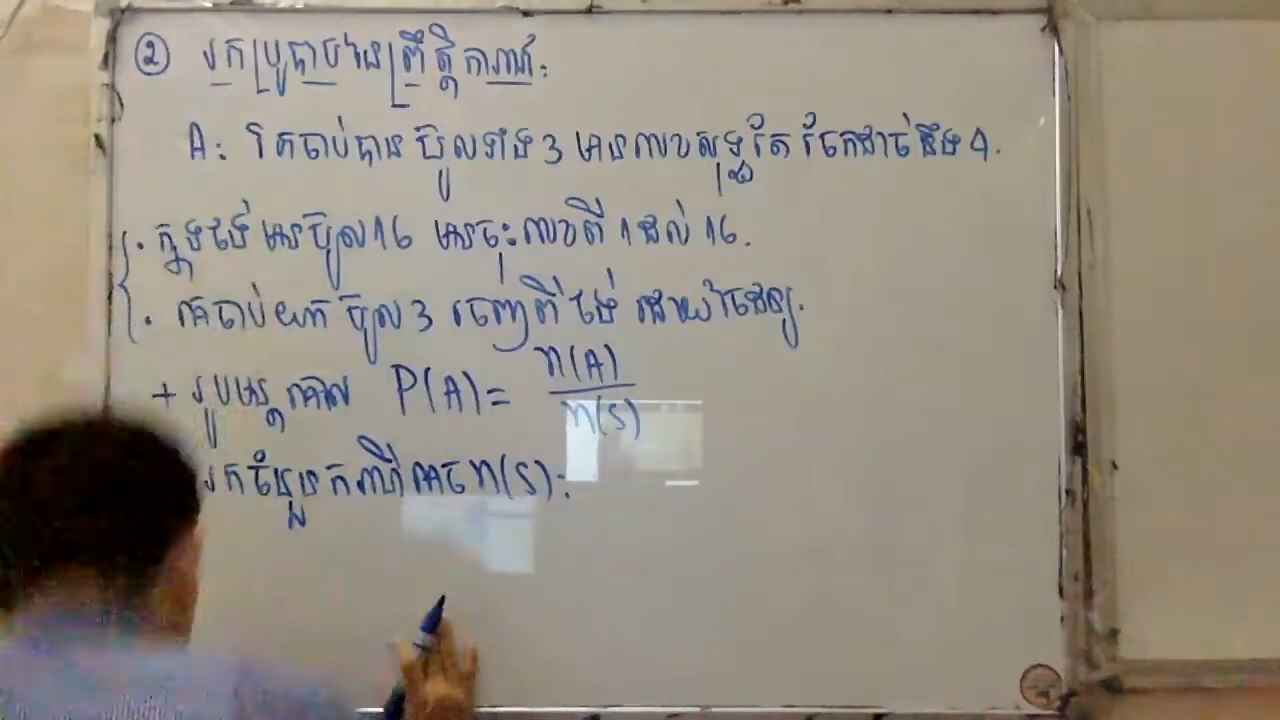 ② រកប្រូបាបនៃព្រឹត្តិការណ៍:
A: គេចាប់បានប៊ូលទាំង 3 មានលេខសុទ្ធតែចែកដាច់នឹង 4.
. ក្នុងថង់មានប៊ូល 16 មានចុះលេខពី 1 ដល់ 16.
. គេចាប់យកប៊ូល 3 ចេញពីថង់ដោយចៃដន្យ.
+ រូបមន្តគោល P(A) = n(A)/n(S)
រកចំនួនករណីអាច n(S):